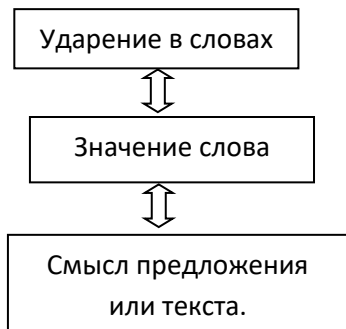 Ударение в словах
Значение слова
Смысл предложения
или текста.